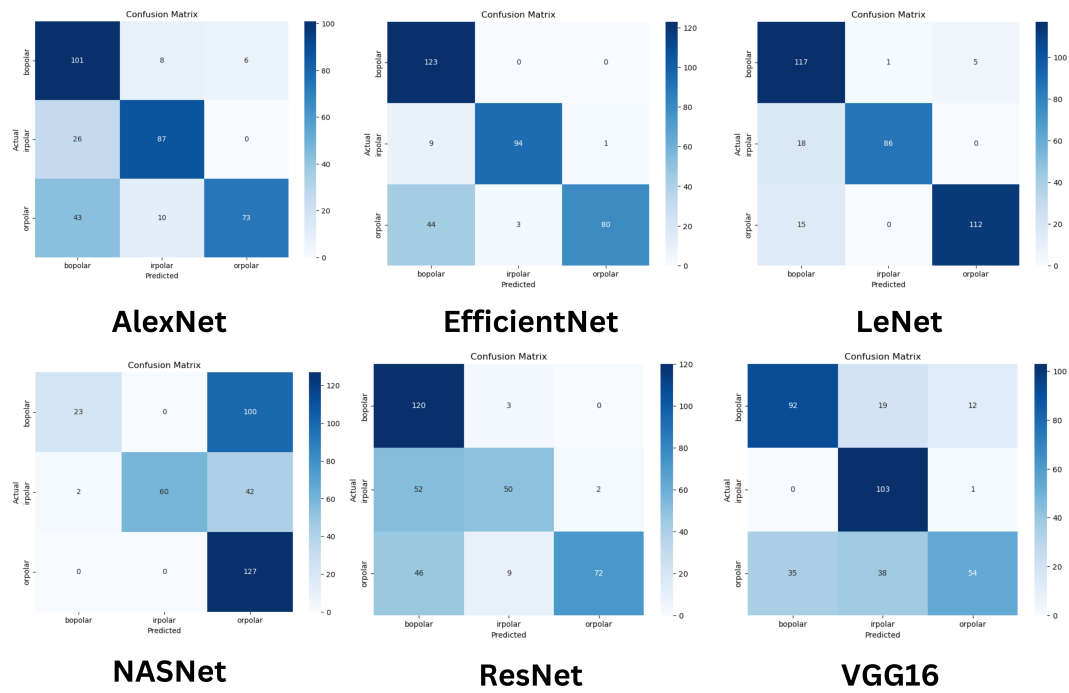 Confusion Matrix
bopolar 101 8 6
Actual
irpolar 26 87 0
orpolar 43 10 73
bopolar irpolar orpolar
Predicted
100
80
60
40
20
0
AlexNet
Confusion Matrix
bopolar 123 0 0
Actual
irpolar 9 94 1
orpolar 44 3 80
bopolar irpolar orpolar
Predicted
120
100
80
60
40
20
0
EfficientNet
Confusion Matrix
bopolar 117 1 5
Actual
irpolar 18 86 0
orpolar 15 0 112
bopolar irpolar orpolar
Predicted
100
80
60
40
20
0
LeNet
Confusion Matrix
bopolar 23 0 100
Actual
irpolar 2 60 42
orpolar 0 0 127
bopolar irpolar orpolar
Predicted
120
100
80
60
40
20
0
NASNet
Confusion Matrix
bopolar 120 3 0
Actual
irpolar 52 50 2
orpolar 46 9 72
bopolar irpolar orpolar
Predicted
120
100
80
60
40
20
0
ResNet
Confusion Matrix
bopolar 92 19 12
Actual
irpolar 0 103 1
orpolar 35 38 54
bopolar irpolar orpolar
Predicted
100
80
60
40
20
0
VGG16